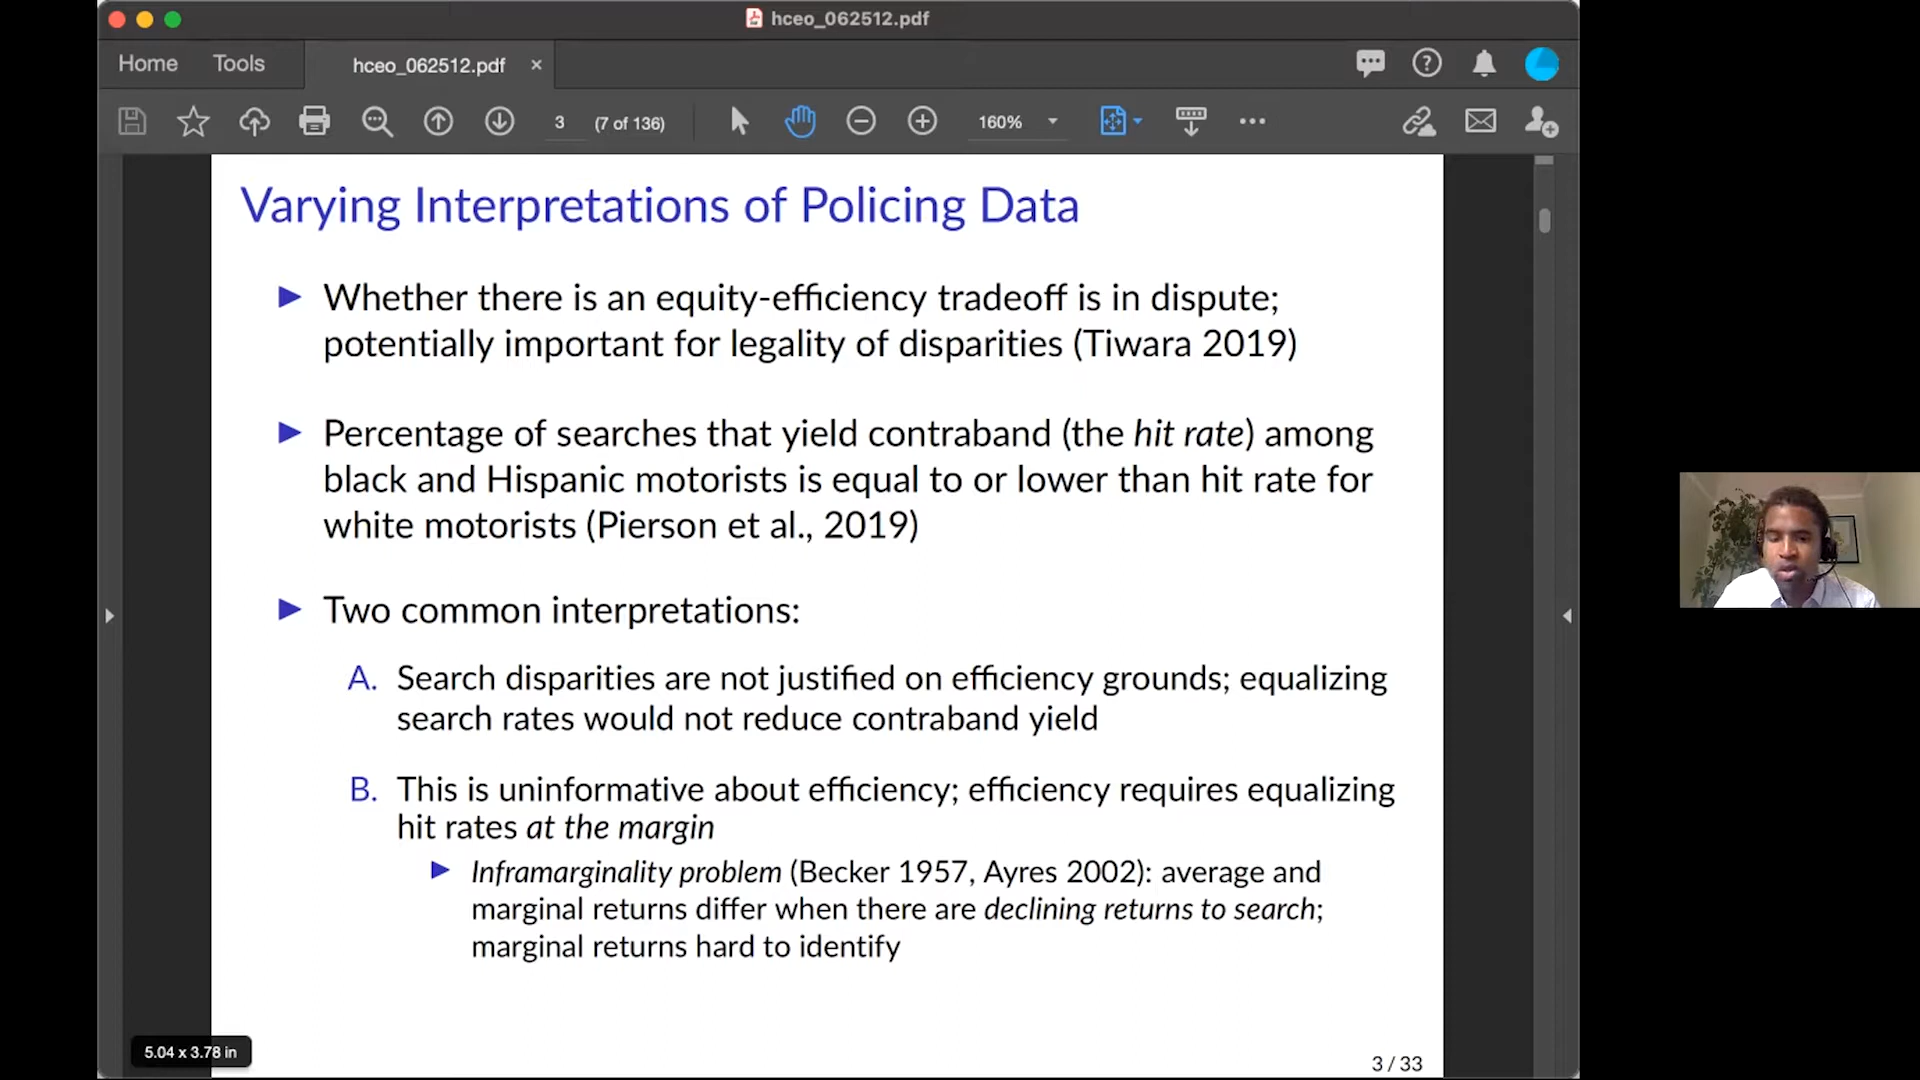 hceo_062512.pdf
Home Tools hceo_062512.pdf ×
3 (7 of 136) 160%
Varying Interpretations of Policing Data
Whether there is an equity-efficiency tradeoff is in dispute;
potentially important for legality of disparities (Tiwara 2019)
Percentage of searches that yield contraband (the hit rate) among
black and Hispanic motorists is equal to or lower than hit rate for
white motorists (Pierson et al., 2019)
Two common interpretations:
A. Search disparities are not justified on efficiency grounds; equalizing
search rates would not reduce contraband yield
B. This is uninformative about efficiency; efficiency requires equalizing
hit rates at the margin
Inframarginality problem (Becker 1957, Ayres 2002): average and
marginal returns differ when there are declining returns to search;
marginal returns hard to identify
5.04 x 3.78 in
3 / 33